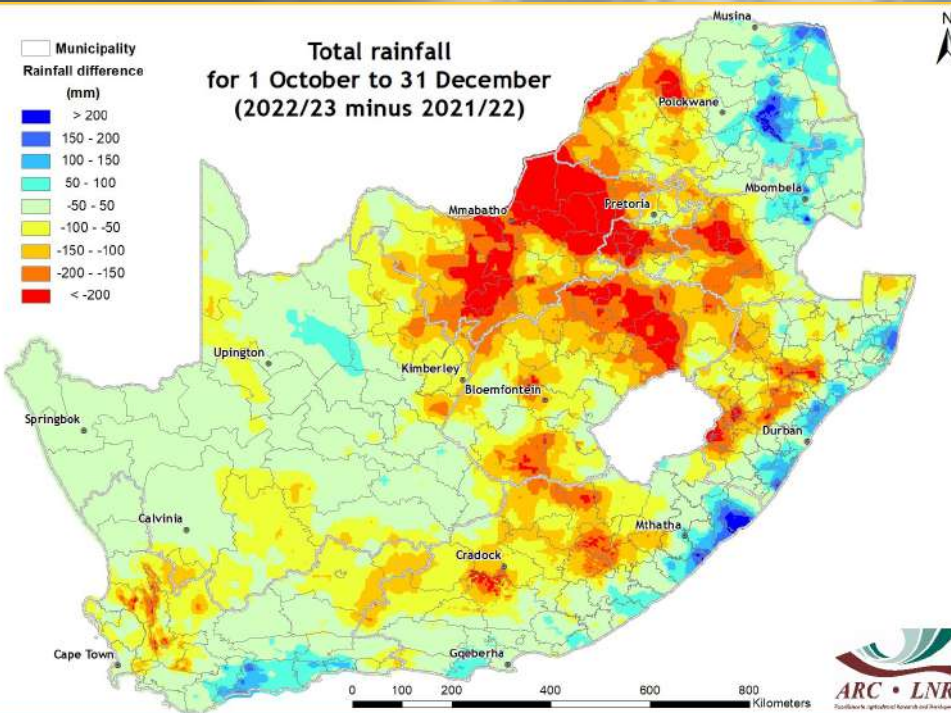 Total rainfall
for 1 October to 31 December
(2022/23 minus 2021/22)
Municipality
Rainfall difference
(mm)
> 200
150 - 200
100 - 150
50 - 100
-50 - 50
-100 - -50
-150 - -100
-200 - -150
< -200
N
Musina
Polokwane
Mbombela
Pretoria
Mmabatho
Upington
Kimberley
Bloemfontein
Springbok
Durban
Calvinia
Mthatha
Cradock
Cape Town
Gqeberha
0 100 200 400 600 800
Kilometers
ARC • LNR